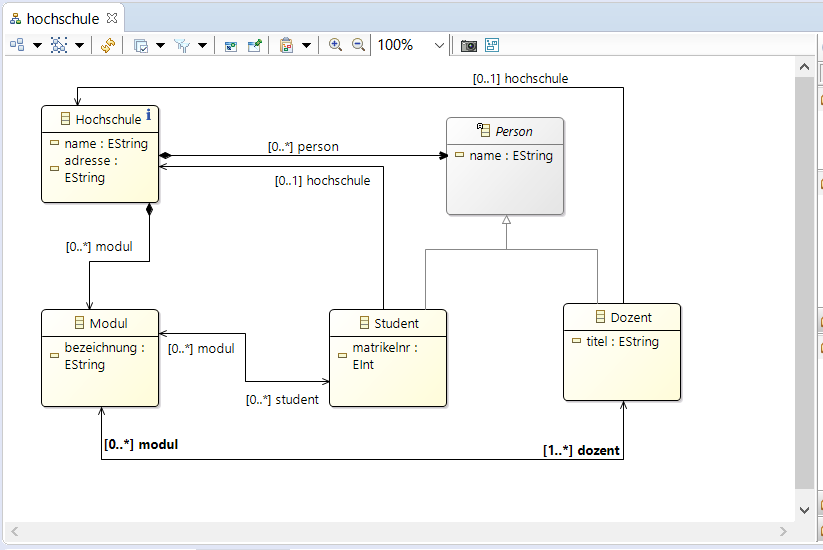 hochschule
100%
[0..1] hochschule
Hochschule
name : EString
adresse :
EString
[0..*] person
Person
name : EString
[0..1] hochschule
[0..*] modul
Modul
bezeichnung :
EString
[0..*] modul
[0..*] student
Student
matrikelnr :
EInt
Dozent
titel : EString
[0..*] modul
[1..*] dozent